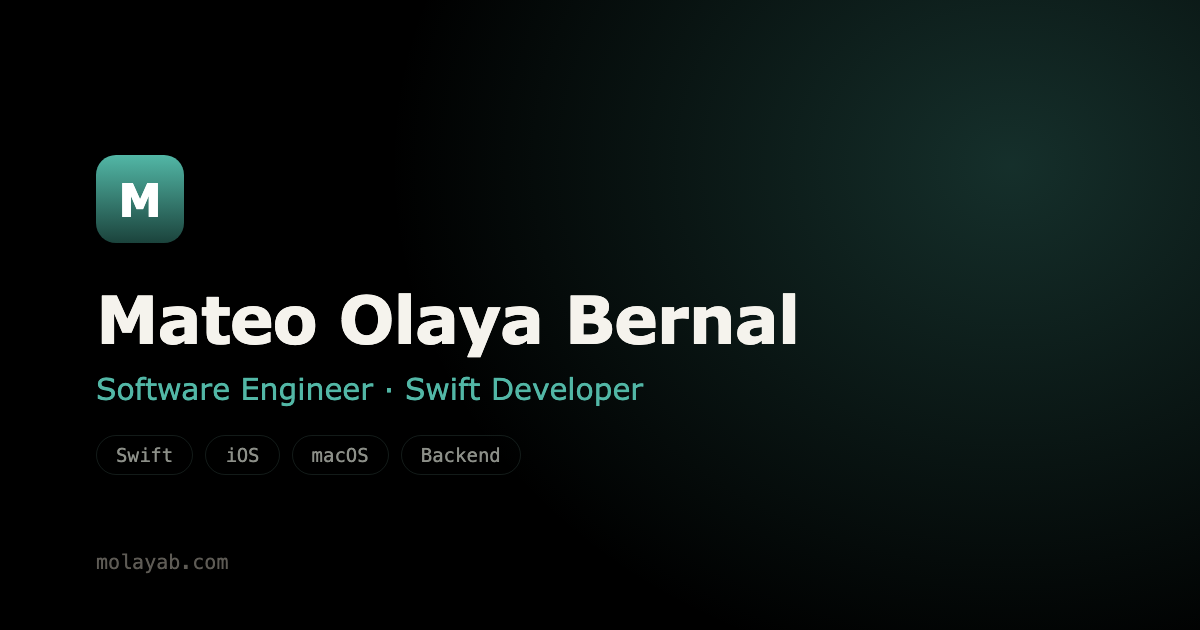 M
Mateo Olaya Bernal
Software Engineer · Swift Developer
Swift iOS macOS Backend
molayab.com